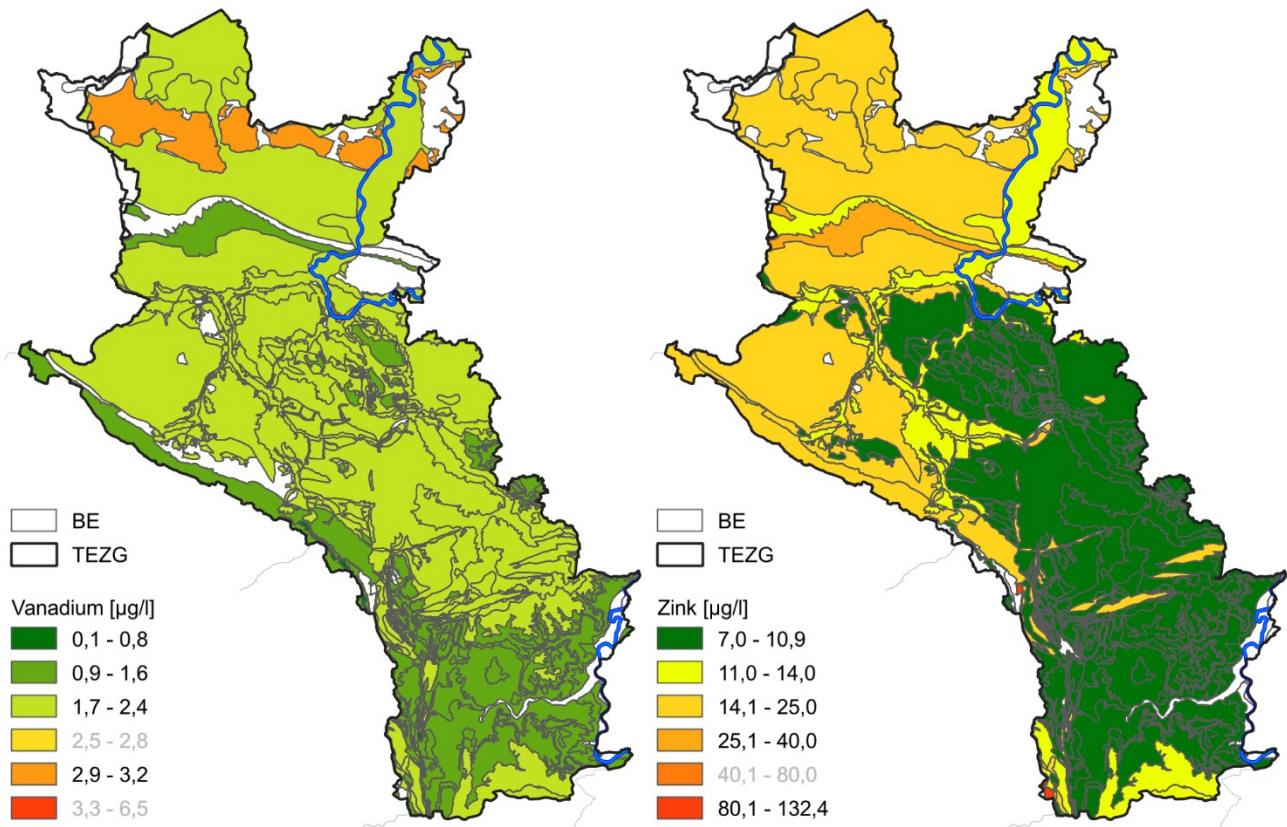 BE
TEZG
Vanadium [µg/l]
0,1 - 0,8
0,9 - 1,6
1,7 - 2,4
2,5 - 2,8
2,9 - 3,2
3,3 - 6,5
BE
TEZG
Zink [µg/l]
7,0 - 10,9
11,0 - 14,0
14,1 - 25,0
25,1 - 40,0
40,1 - 80,0
80,1 - 132,4